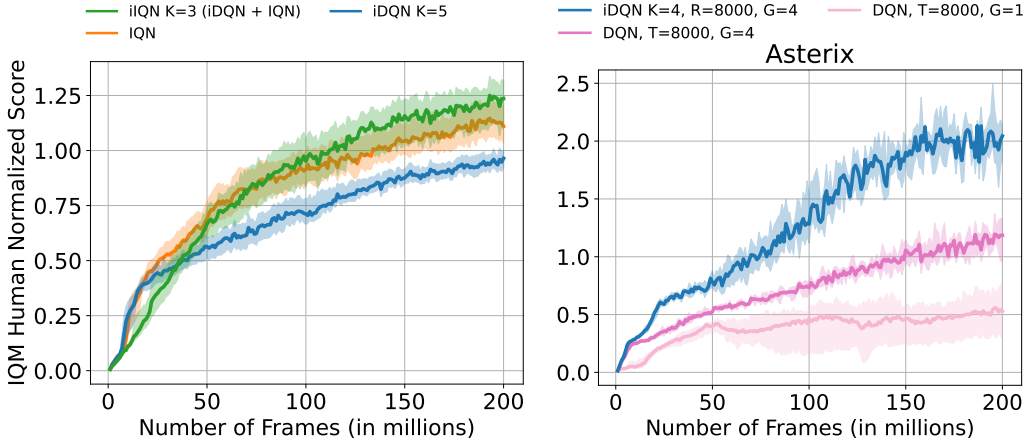 iIQN K=3 (iDQN + IQN)
iDQN K=5
IQN
IQM Human Normalized Score
1.25
1.00
0.75
0.50
0.25
0.00
0 50 100 150 200
Number of Frames (in millions)
iDQN K=4, R=8000, G=4
DQN, T=8000, G=1
DQN, T=8000, G=4
Asterix
2.5
2.0
1.5
1.0
0.5
0.0
0 50 100 150 200
Number of Frames (in millions)